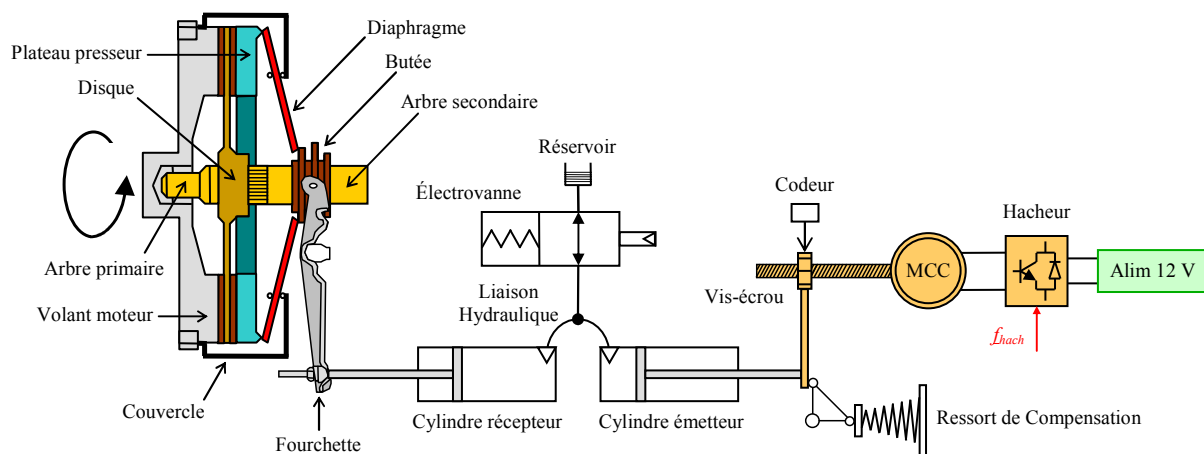 Diaphragme
Plateau presseur
Butée
Disque
Arbre secondaire
Réservoir
Électrovanne
Codeur
Hacheur
MCC
Alim 12 V
Arbre primaire
Vis-écrou
Volant moteur
Liaison
Hydraulique
f_hach
Couvercle
Cylindre récepteur
Cylindre émetteur
Ressort de Compensation
Fourchette